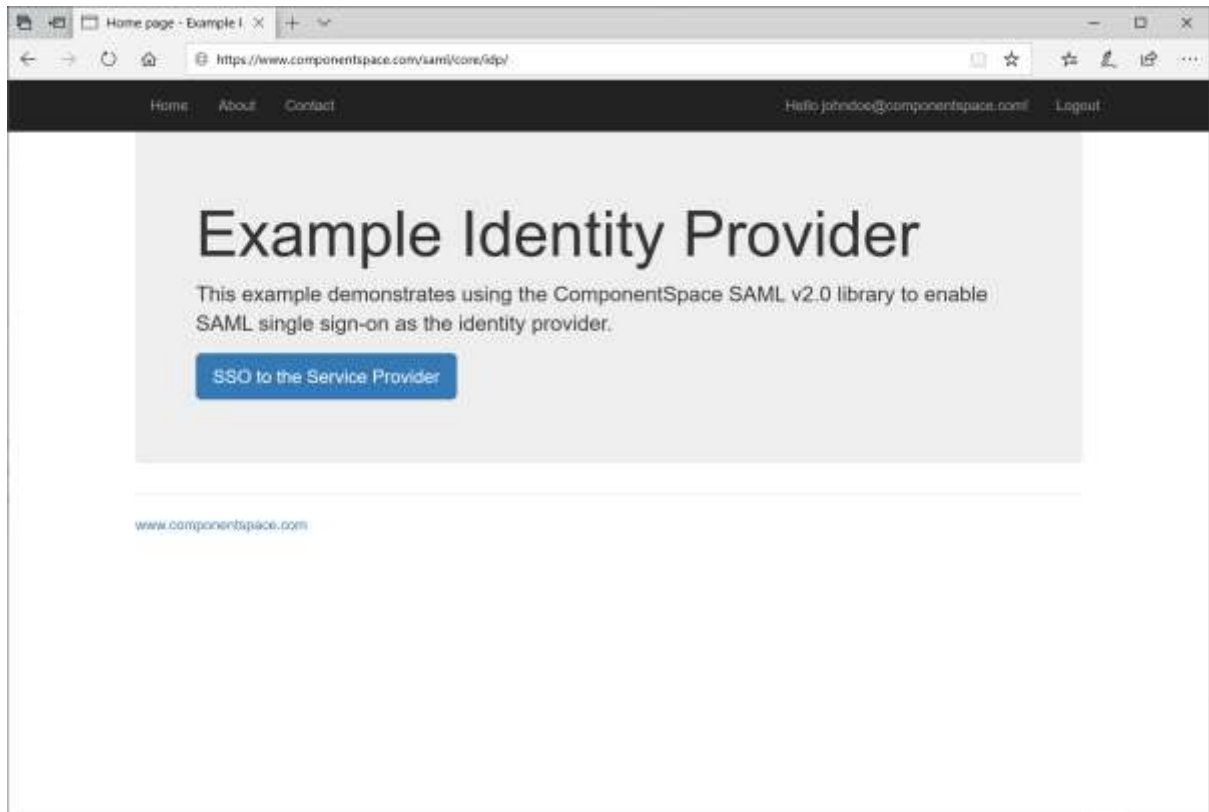 Home page - Example I
https://www.componentspace.com/saml/core/idp/
Home About Contact Hello johndoe@componentspace.com! Logout
Example Identity Provider
This example demonstrates using the ComponentSpace SAML v2.0 library to enable
SAML single sign-on as the identity provider.
SSO to the Service Provider
www.componentspace.com